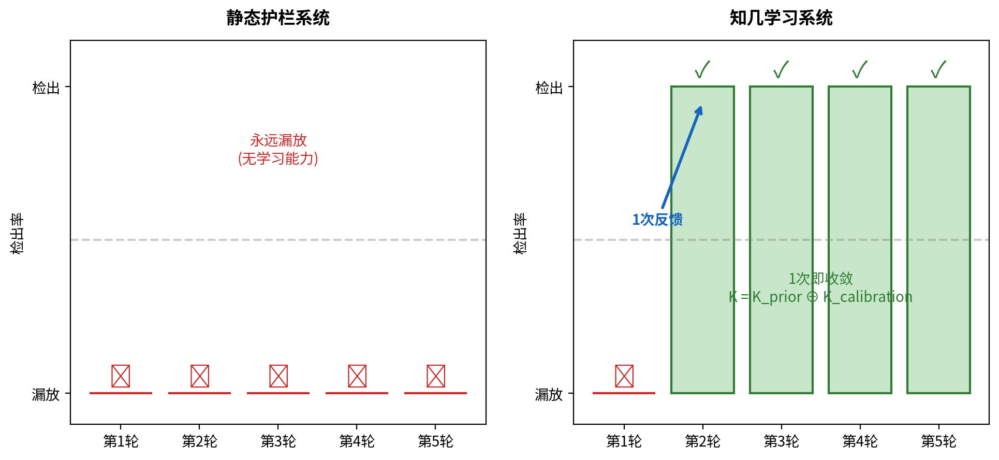 静态护栏系统
检出率
检出
漏放
永远漏放
(无学习能力)
第1轮
第2轮
第3轮
第4轮
第5轮
知几学习系统
检出率
检出
漏放
✓
✓
✓
✓
1次反馈
1次即收敛
K = K_prior ⊕ K_calibration
第1轮
第2轮
第3轮
第4轮
第5轮